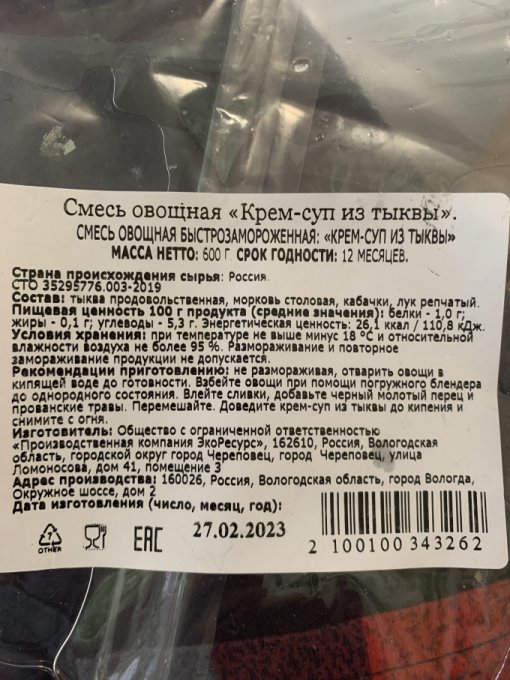 Смесь овощная «Крем-суп из тыквы».
СМЕСЬ ОВОЩНАЯ БЫСТРОЗАМОРОЖЕННАЯ: «КРЕМ-СУП ИЗ ТЫКВЫ»
МАССА НЕТТО: 600 Г. СРОК ГОДНОСТИ: 12 МЕСЯЦЕВ.
Страна происхождения сырья: Россия.
СТО 35295776.003-2019
Состав: тыква продовольственная, морковь столовая, кабачки, лук репчатый.
Пищевая ценность 100 г продукта (средние значения): белки - 1,0 г;
жиры - 0,1 г; углеводы - 5,3 г. Энергетическая ценность: 26,1 ккал / 110,8 кДж.
Условия хранения: при температуре не выше минус 18 °С и относительной
влажности воздуха не более 95 %. Размораживание и повторное
замораживание продукции не допускается.
Рекомендации приготовлению: не размораживая, отварить овощи в
кипящей воде до готовности. Взбейте овощи при помощи погружного блендера
до однородного состояния. Влейте сливки, добавьте черный молотый перец и
прованские травы. Перемешайте. Доведите крем-суп из тыквы до кипения и
снимите с огня.
Изготовитель: Общество с ограниченной ответственностью
«Производственная компания ЭкоРесурс», 162610, Россия, Вологодская
область, городской округ город Череповец, город Череповец, улица
Ломоносова, дом 41, помещение 3
Адрес производства: 160026, Россия, Вологодская область, город Вологда,
Окружное шоссе, дом 2
Дата изготовления (число, месяц, год):
27.02.2023
7
OTHER
EAC
2 100100 343262